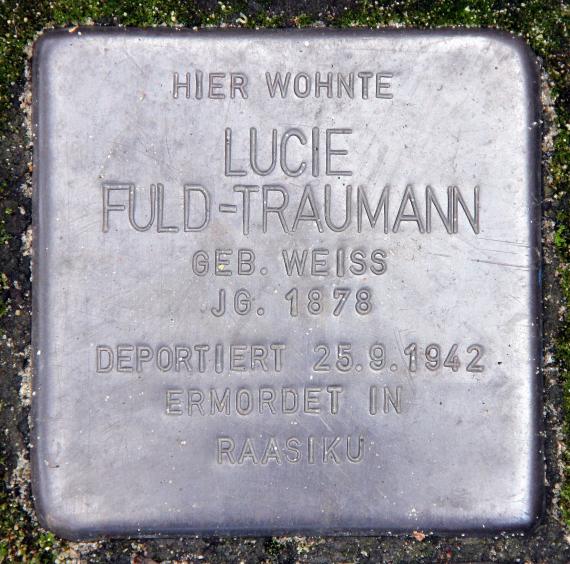 HIER WOHNTE
LUCIE
FULD-TRAUMANN
GEB. WEISS
JG. 1878
DEPORTIERT 25.9.1942
ERMORDET IN
RAASIKU